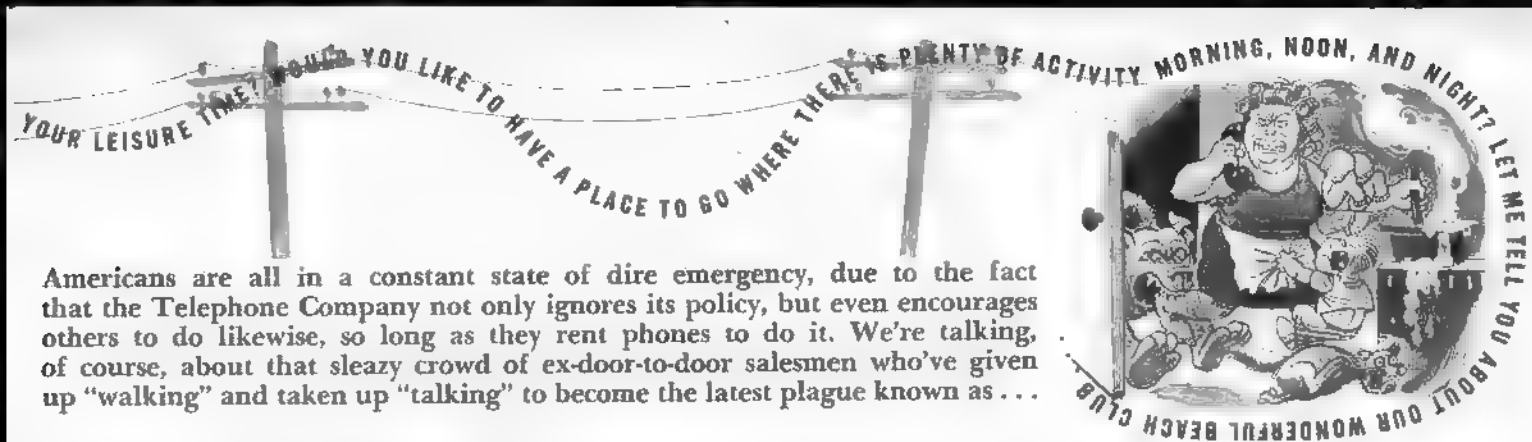 YOUR LEISURE TIME? WOULD YOU LIKE TO HAVE A PLACE TO GO WHERE THERE IS PLENTY OF ACTIVITY MORNING, NOON, AND NIGHT? LET ME TELL YOU ABOUT OUR WONDERFUL BEACH CLUB
Americans are all in a constant state of dire emergency, due to the fact
that the Telephone Company not only ignores its policy, but even encourages
others to do likewise, so long as they rent phones to do it. We're talking,
of course, about that sleazy crowd of ex-door-to-door salesmen who've given
up “walking” and taken up “talking” to become the latest plague known as . . .